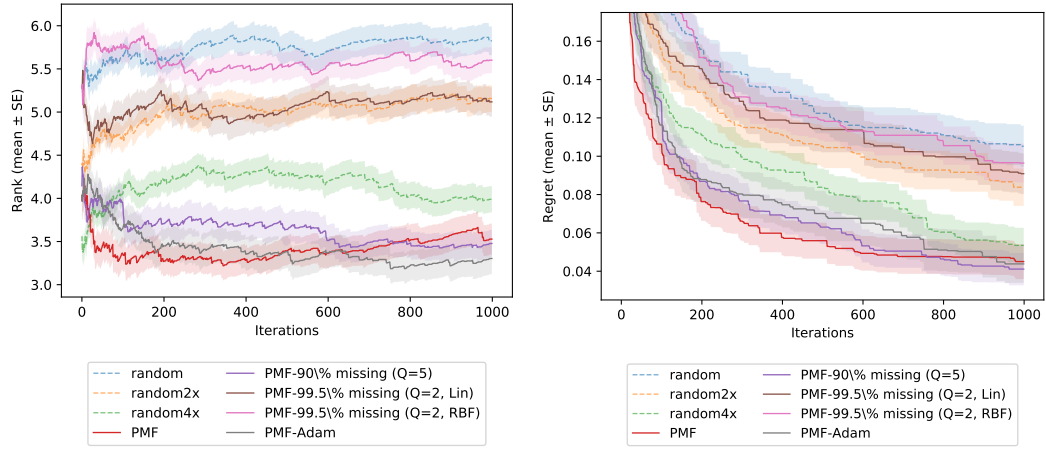 Rank (mean ± SE)
6.0
5.5
5.0
4.5
4.0
3.5
3.0
0 200 400 600 800 1000
Iterations
random
random2x
random4x
PMF
PMF-90\% missing (Q=5)
PMF-99.5\% missing (Q=2, Lin)
PMF-99.5\% missing (Q=2, RBF)
PMF-Adam
Regret (mean ± SE)
0.16
0.14
0.12
0.10
0.08
0.06
0.04
0 200 400 600 800 1000
Iterations
random
random2x
random4x
PMF
PMF-90\% missing (Q=5)
PMF-99.5\% missing (Q=2, Lin)
PMF-99.5\% missing (Q=2, RBF)
PMF-Adam